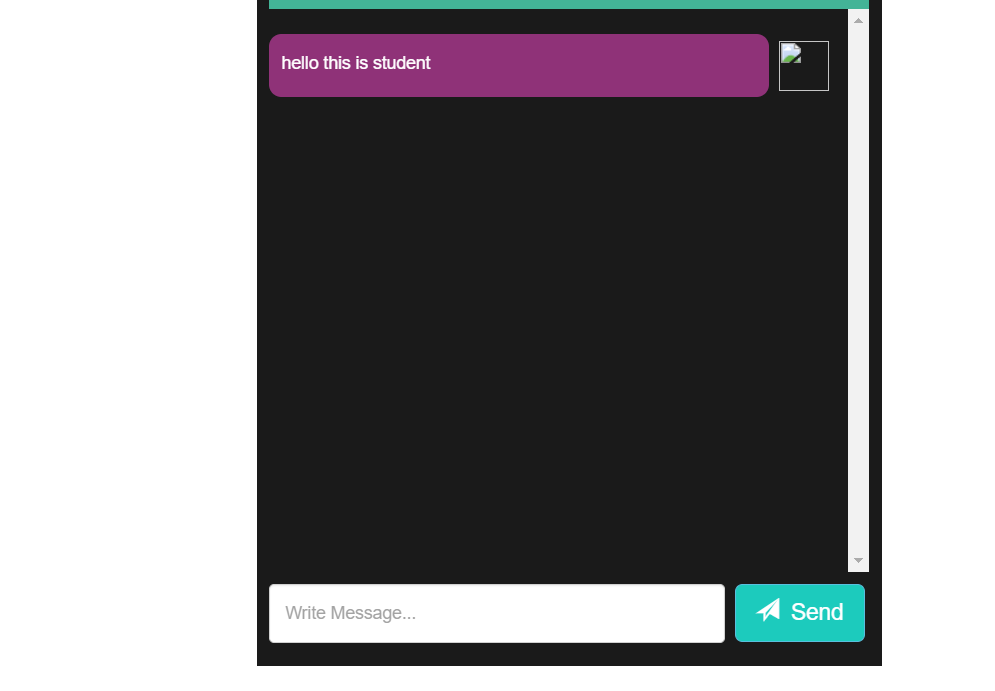 hello this is student
Write Message...
Send